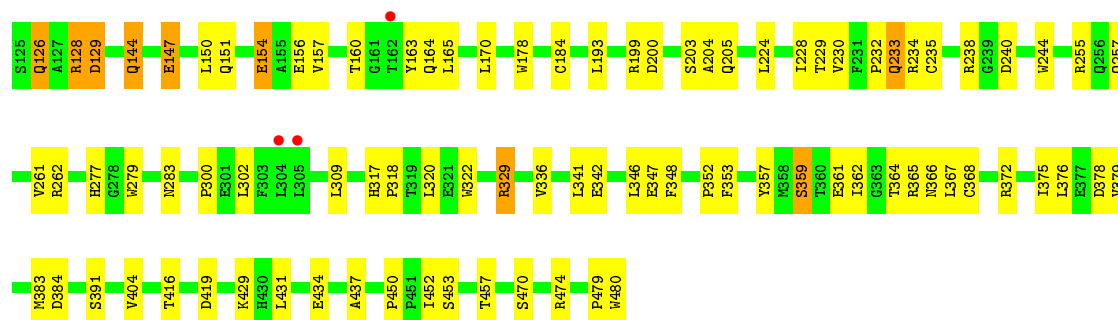 S125 Q126 A127 R128 D129 Q144 E147 L150 Q151 E154 A155 E156 V157 T160 G161 T162 Y163 Q164 L165 L170 W178 C184 L193 R199 D200 S203 A204 Q205 L224 I228 T229 V230 F231 P232 Q233 R234 C235 R238 G239 D240 W244 R255 Q256 Q257
V261 R262 H277 G278 W279 N283 P300 E301 L302 F303 L304 L305 L309 H317 P318 T319 L320 E321 W322 R329 V336 L341 E342 L346 E347 F348 P352 F353 Y357 M358 S359 T360 E361 I362 G363 T364 R365 N366 L367 C368 R372 I375 L376 E377 D378
M383 D384 S391 V404 T416 D419 K429 H430 L431 E434 A437 P450 P451 I452 S453 T457 S470 R474 P479 W480